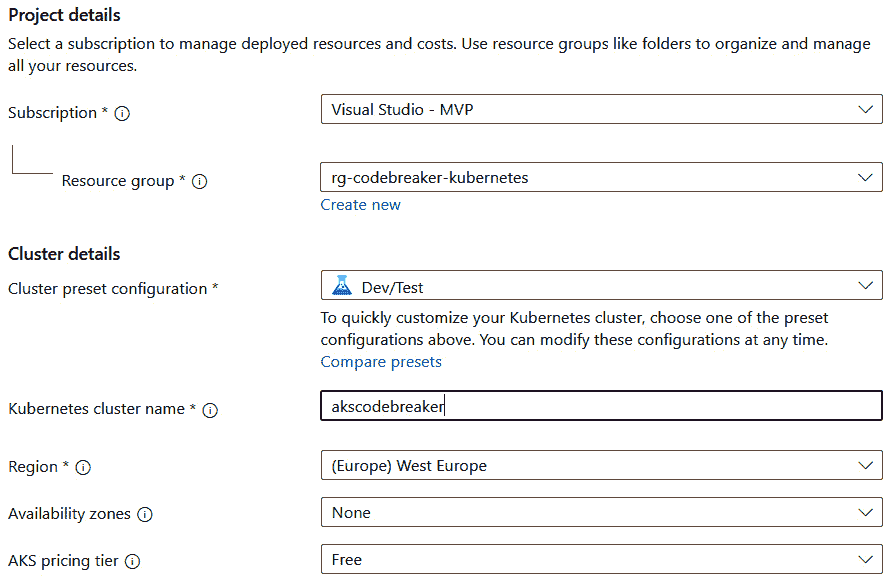 Project details
Select a subscription to manage deployed resources and costs. Use resource groups like folders to organize and manage
all your resources.
Subscription * Visual Studio - MVP
Resource group * rg-codebreaker-kubernetes
Create new
Cluster details
Cluster preset configuration * Dev/Test
To quickly customize your Kubernetes cluster, choose one of the preset
configurations above. You can modify these configurations at any time.
Compare presets
Kubernetes cluster name * akscodebreaker
Region * (Europe) West Europe
Availability zones None
AKS pricing tier Free